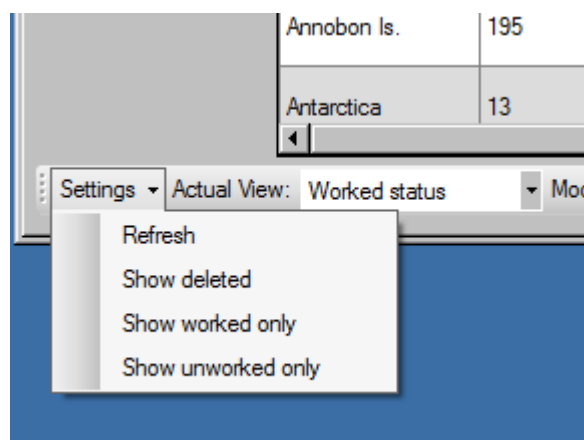 Annobon Is. 195
Antarctica 13
Settings Actual View: Worked status
Refresh
Show deleted
Show worked only
Show unworked only